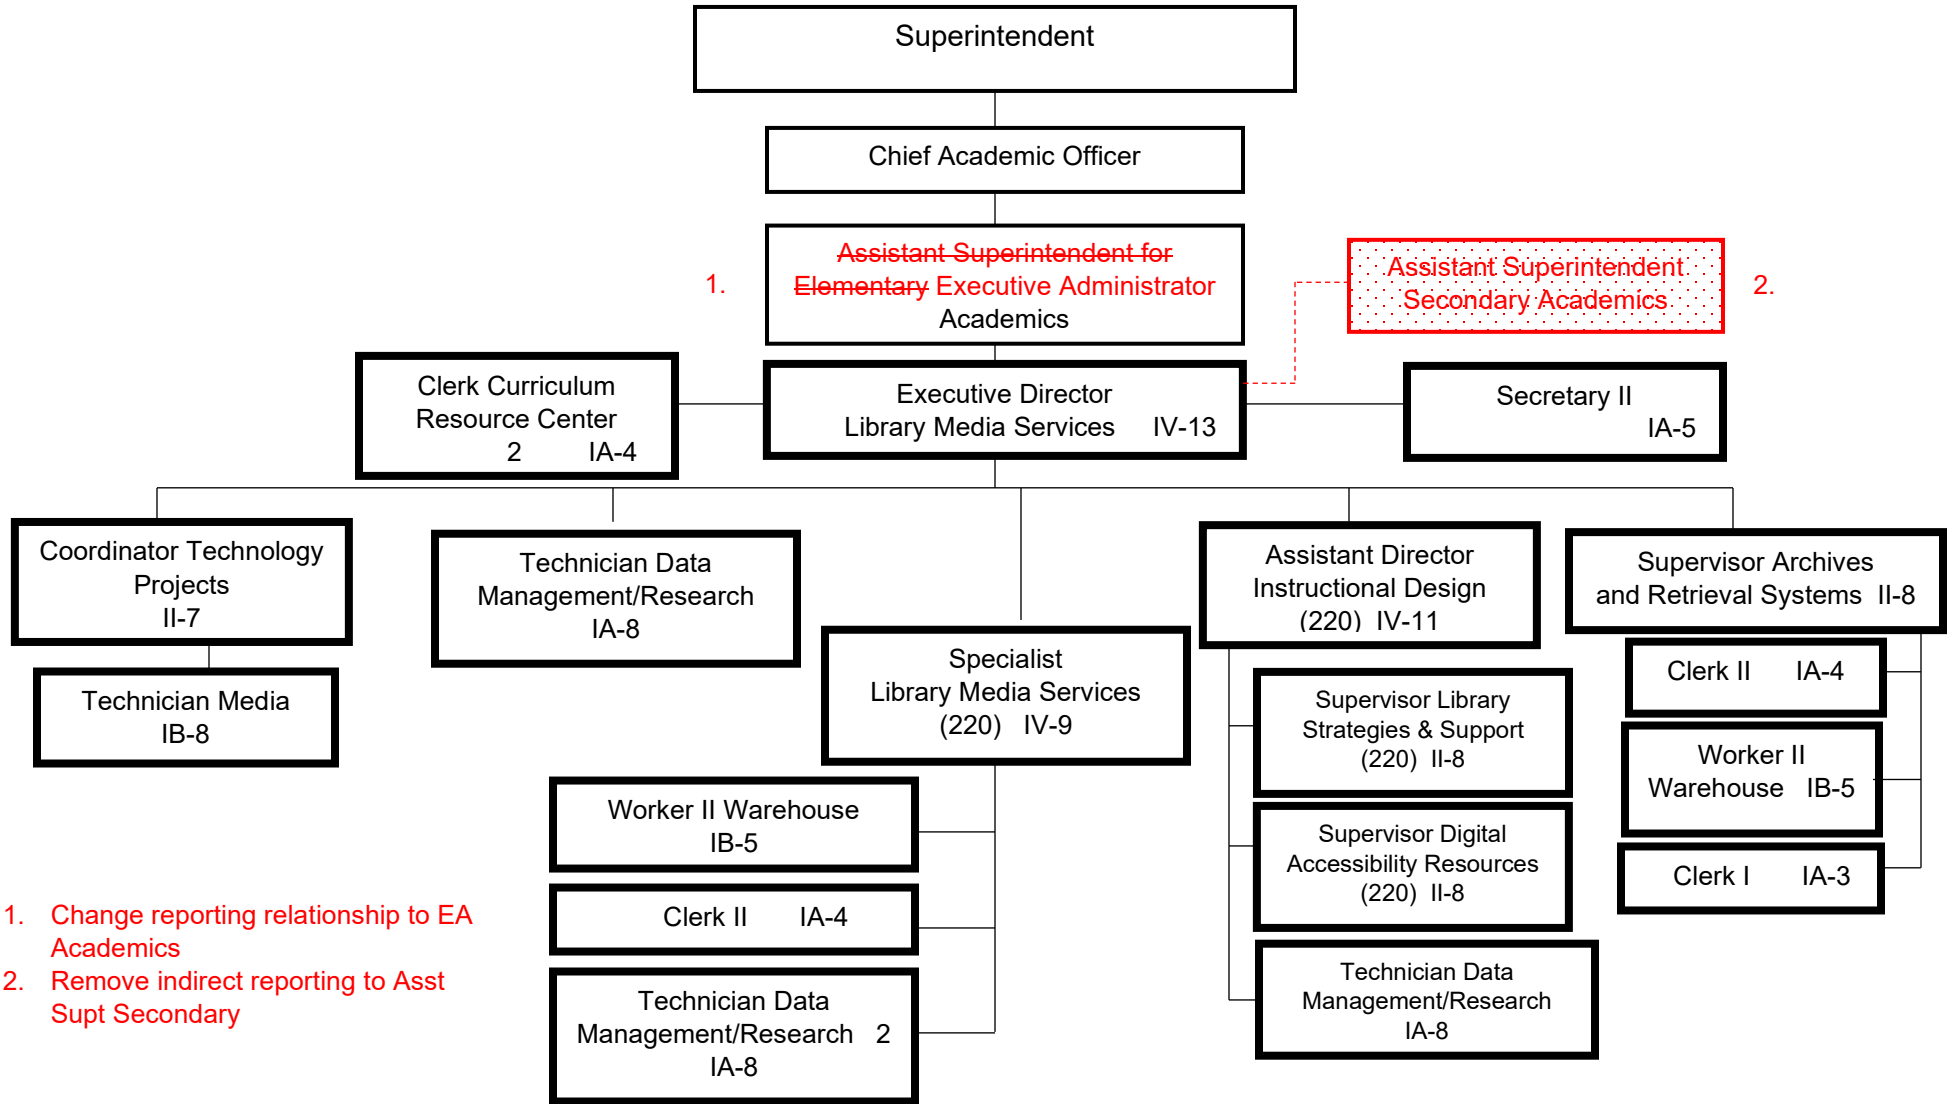 Superintendent
Chief Academic Officer
1.
Assistant Superintendent for
Elementary Executive Administrator
Academics
Assistant Superintendent
Secondary Academics
2.
Clerk Curriculum
Resource Center
2 IA-4
Executive Director
Library Media Services IV-13
Secretary II
IA-5
Coordinator Technology
Projects
II-7
Technician Media
IB-8
Technician Data
Management/Research
IA-8
Specialist
Library Media Services
(220) IV-9
Worker II Warehouse
IB-5
Clerk II IA-4
Technician Data
Management/Research 2
IA-8
Assistant Director
Instructional Design
(220) IV-11
Supervisor Library
Strategies & Support
(220) II-8
Supervisor Digital
Accessibility Resources
(220) II-8
Technician Data
Management/Research
IA-8
Supervisor Archives
and Retrieval Systems II-8
Clerk II IA-4
Worker II
Warehouse IB-5
Clerk I IA-3
1. Change reporting relationship to EA
Academics
2. Remove indirect reporting to Asst
Supt Secondary